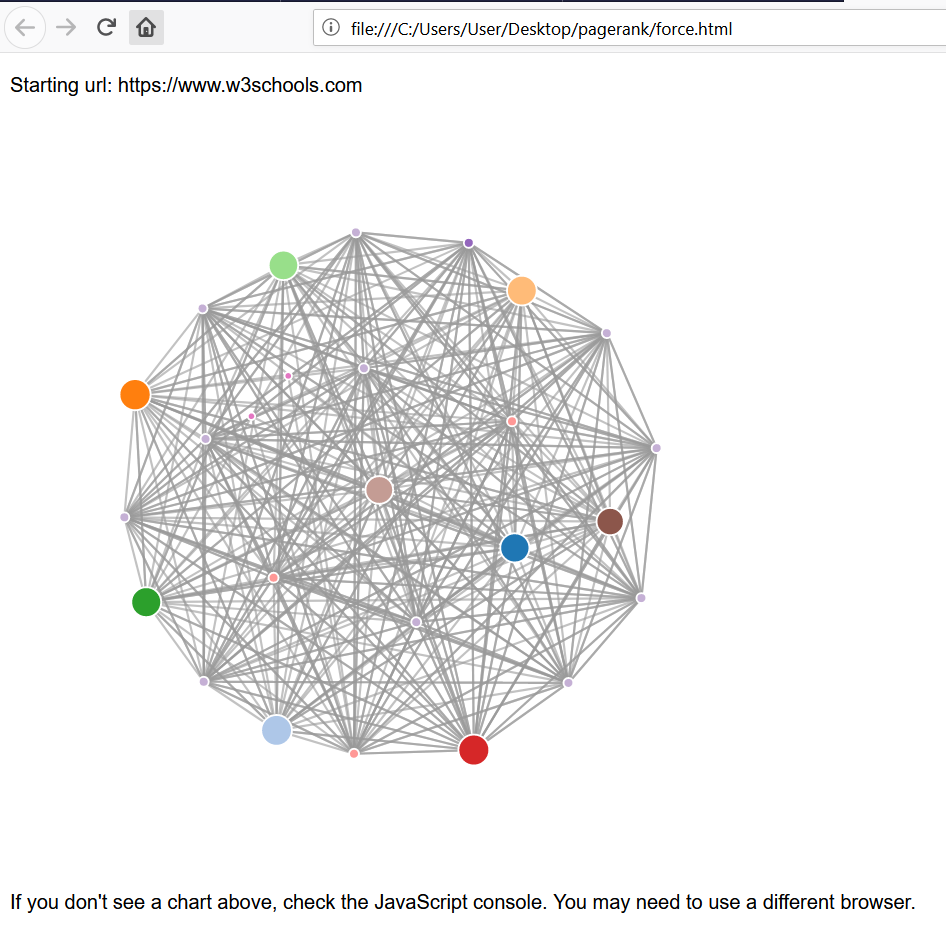 file:///C:/Users/User/Desktop/pagerank/force.html
Starting url: https://www.w3schools.com
If you don't see a chart above, check the JavaScript console. You may need to use a different browser.